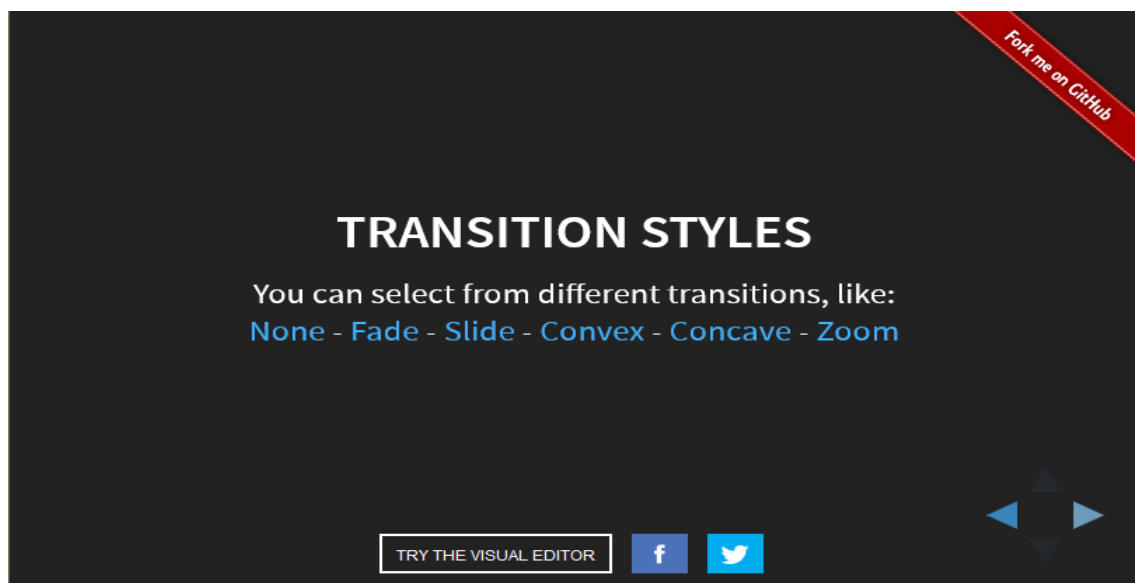 Fork me on GitHub
TRANSITION STYLES
You can select from different transitions, like:
None - Fade - Slide - Convex - Concave - Zoom
TRY THE VISUAL EDITOR
f